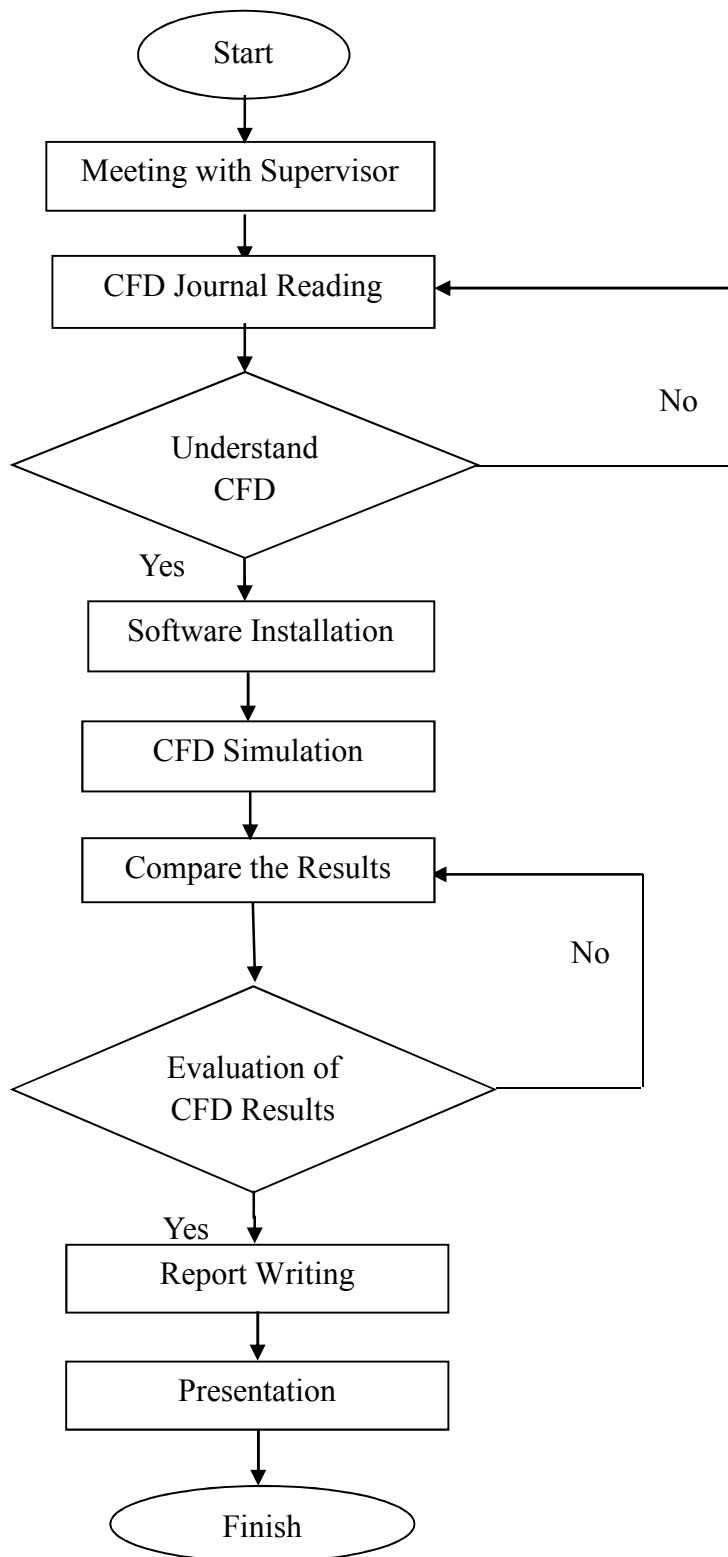 Start
Meeting with Supervisor
CFD Journal Reading
No
Understand
CFD
Yes
Software Installation
CFD Simulation
Compare the Results
No
Evaluation of
CFD Results
Yes
Report Writing
Presentation
Finish